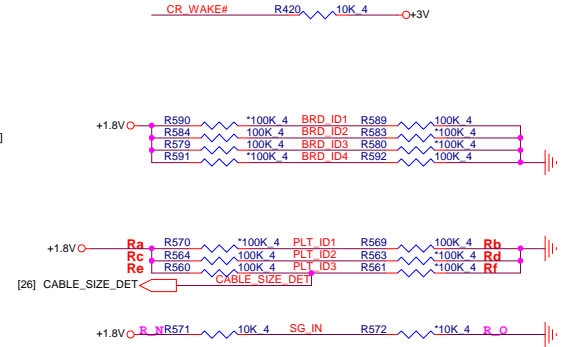 CR_WAKE# R420 10K_4 +3V
R590 *100K_4 BRD_ID1 R589 100K_4
+1.8V
R584 100K_4 BRD_ID2 R583 *100K_4
]
R579 100K_4 BRD_ID3 R580 *100K_4
R591 *100K_4 BRD_ID4 R592 100K_4
+1.8V Ra R570 *100K_4 PLT_ID1 R569 100K_4 Rb
Rc R564 100K_4 PLT_ID2 R563 *100K_4 Rd
Re R560 100K_4 PLT_ID3 R561 *100K_4 Rf
[26] CABLE_SIZE_DET CABLE_SIZE_DET
+1.8V R_N R571 10K_4 SG_IN R572 *10K_4 R_O